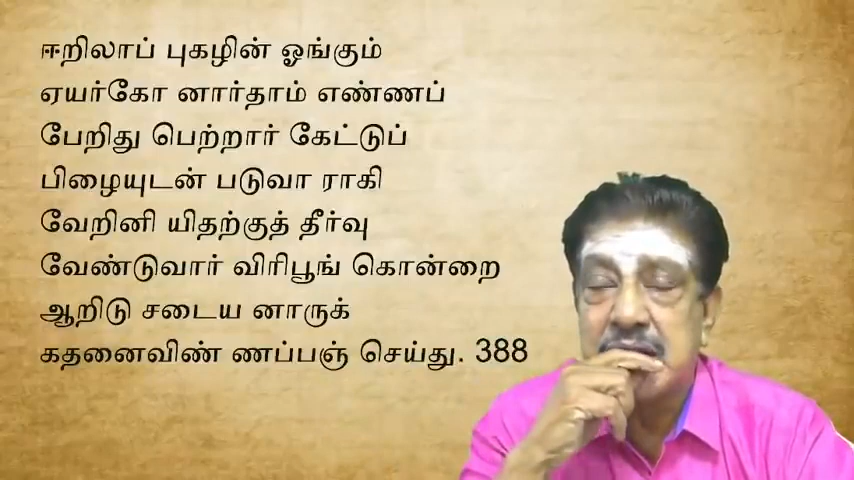 ஈறிலாப் புகழின் ஓங்கும்
ஏயர்கோ னார்தாம் எண்ணப்
பேறிது பெற்றார் கேட்டுப்
பிழையுடன் படுவா ராகி
வேறினி யிதற்குத் தீர்வு
வேண்டுவார் விரிபூங் கொன்றை
ஆறிடு சடைய னாருக்
கதனைவிண் ணப்பஞ் செய்து. 388